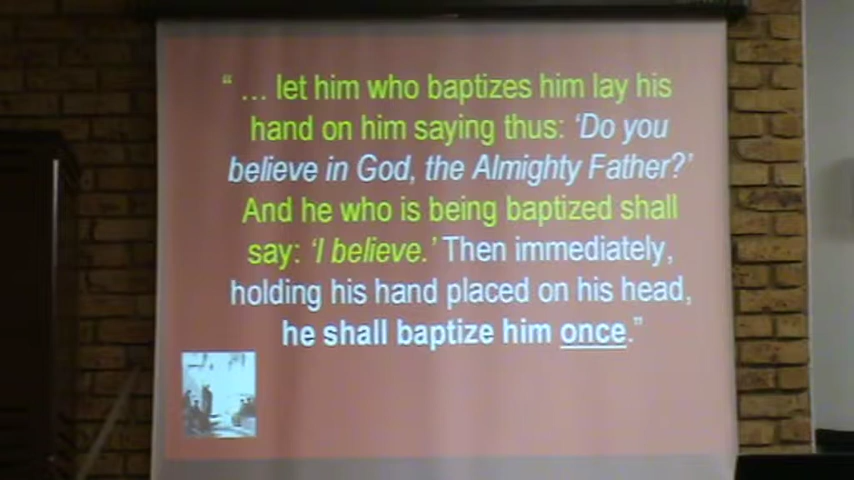 “ … let him who baptizes him lay his
hand on him saying thus: ‘Do you
believe in God, the Almighty Father?’
And he who is being baptized shall
say: ‘I believe.’ Then immediately,
holding his hand placed on his head,
he shall baptize him once.”